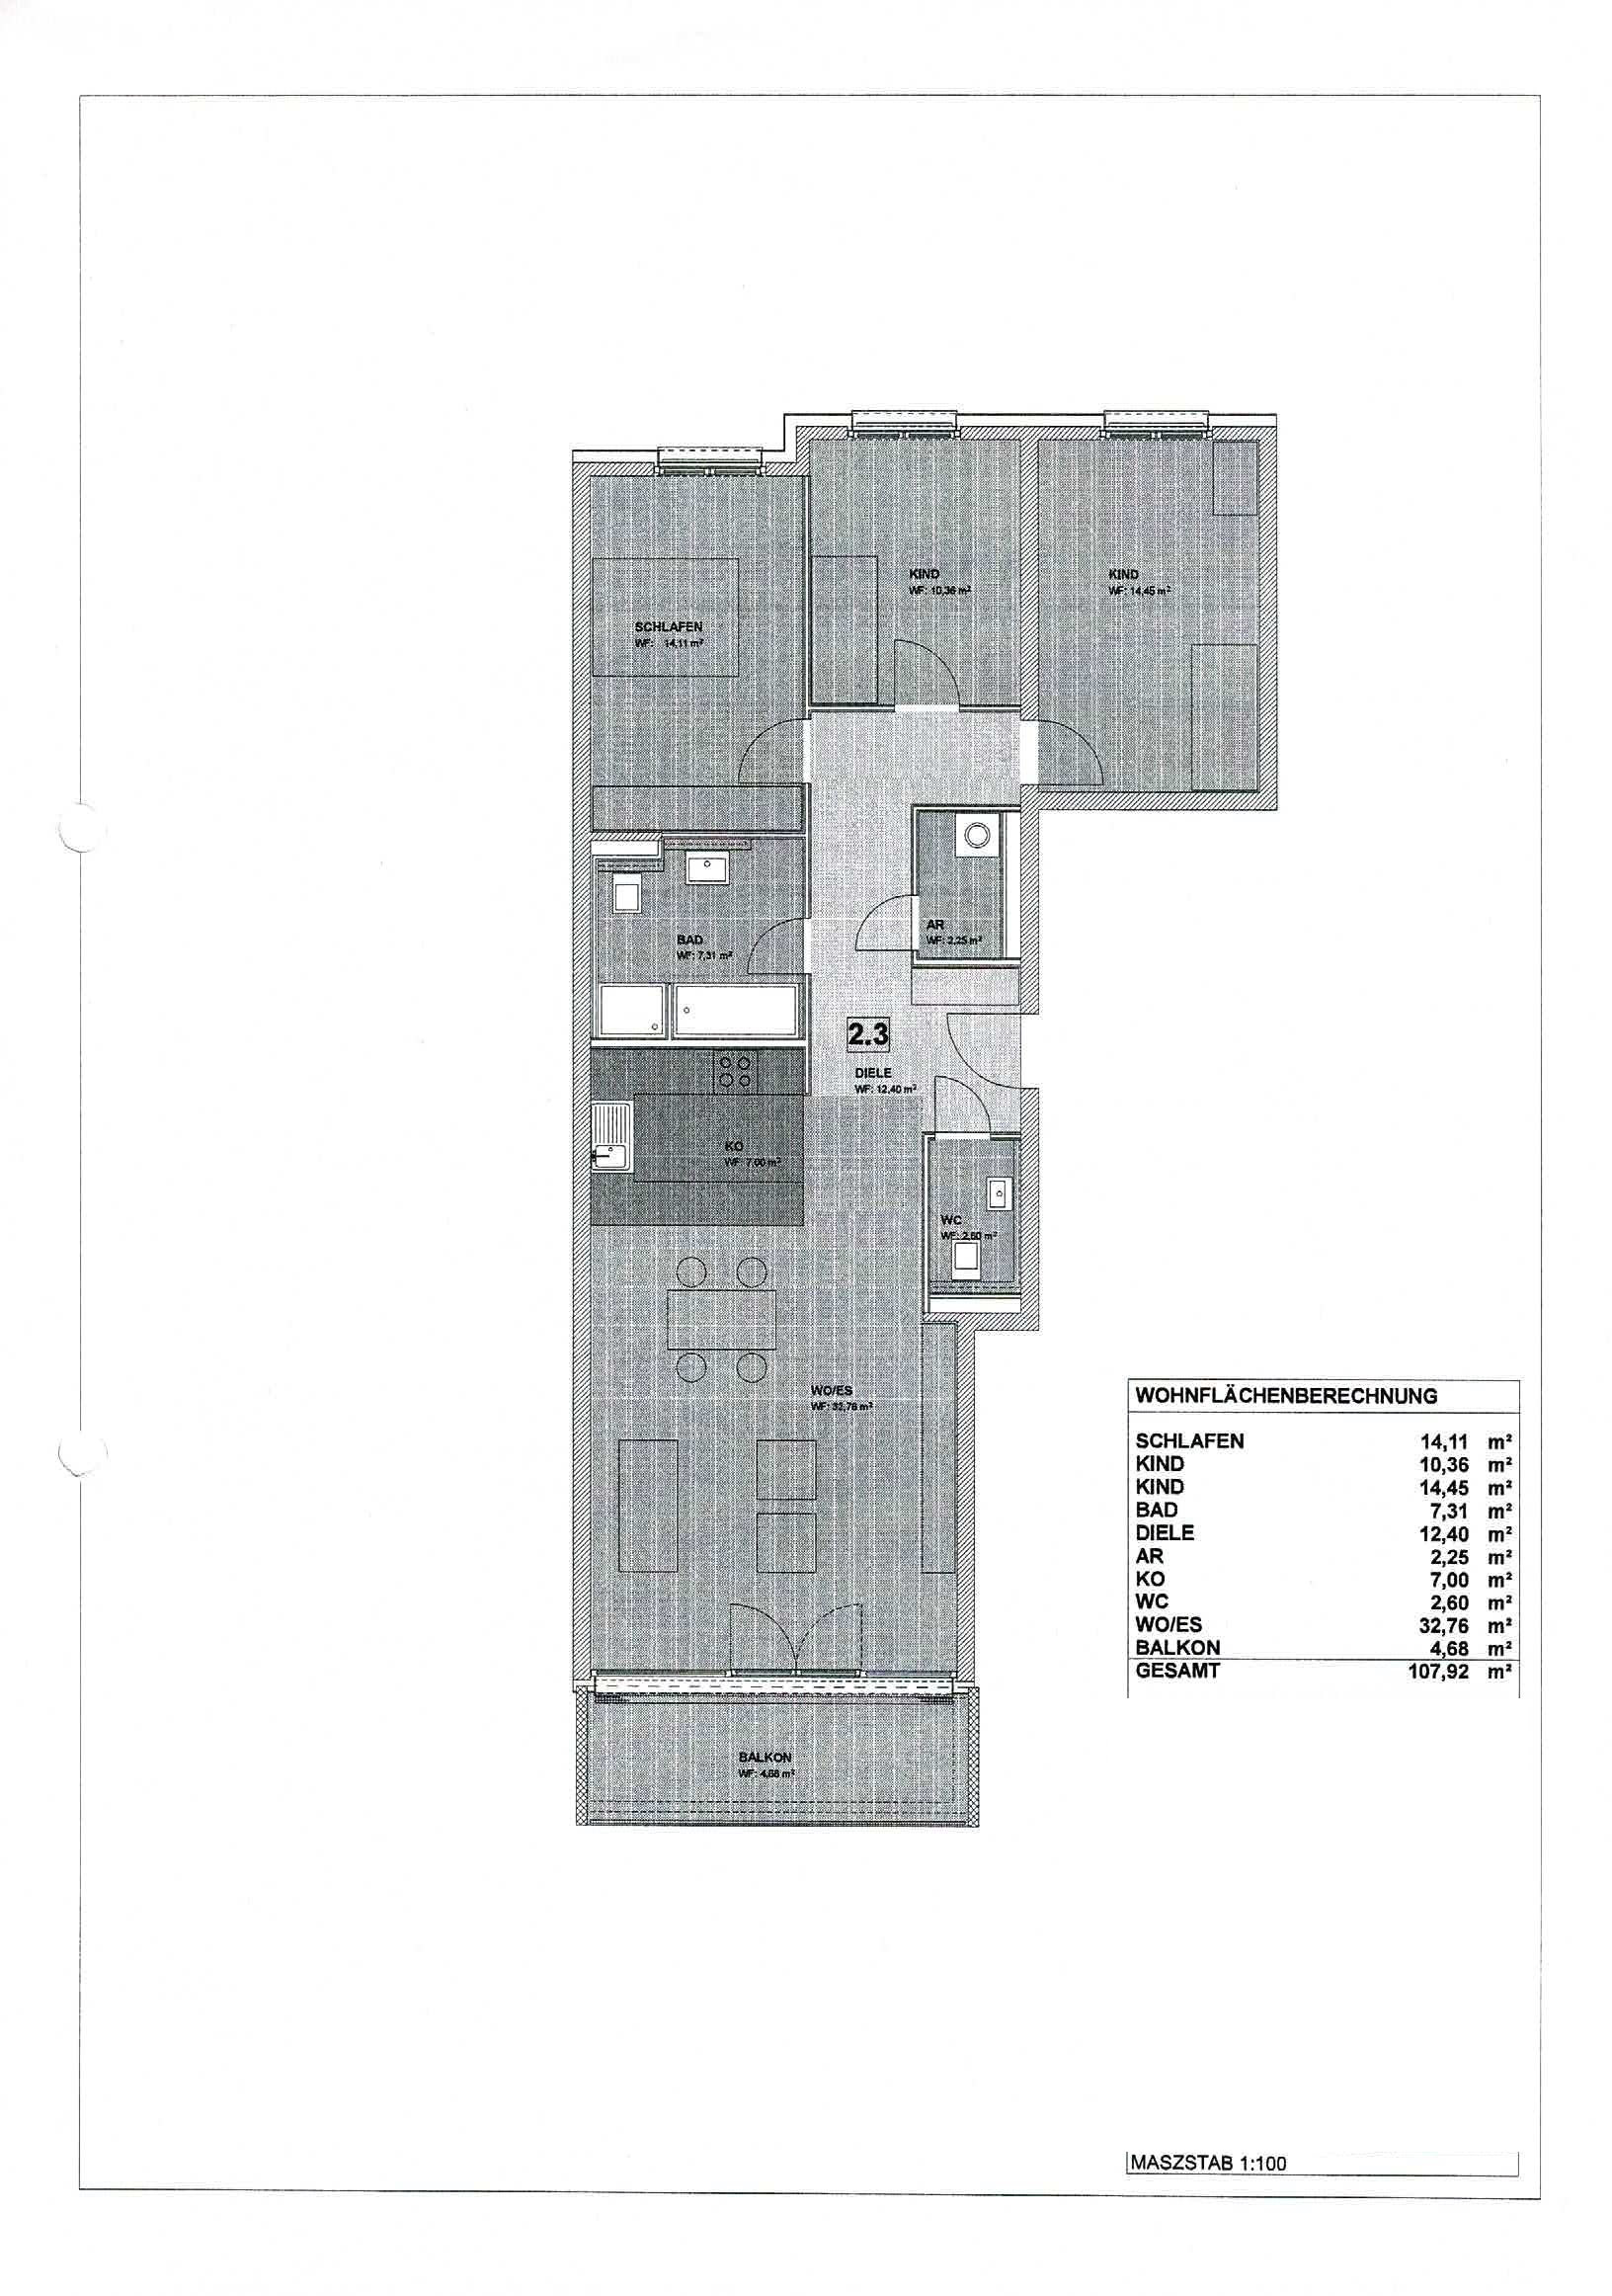 KIND
WF: 10,36 m²
KIND
WF: 14,45 m²
SCHLAFEN
WF: 14,11 m²
AR
WF: 2,25 m²
BAD
WF: 7,31 m²
2.3
DIELE
WF: 12,40 m²
KO
WF: 7,00 m²
WC
WF: 2,60 m²
WO/ES
WF: 32,76 m²
WOHNFLÄCHENBERECHNUNG
SCHLAFEN 14,11 m²
KIND 10,36 m²
KIND 14,45 m²
BAD 7,31 m²
DIELE 12,40 m²
AR 2,25 m²
KO 7,00 m²
WC 2,60 m²
WO/ES 32,76 m²
BALKON 4,68 m²
GESAMT 107,92 m²
BALKON
WF: 4,68 m²
MASZSTAB 1:100